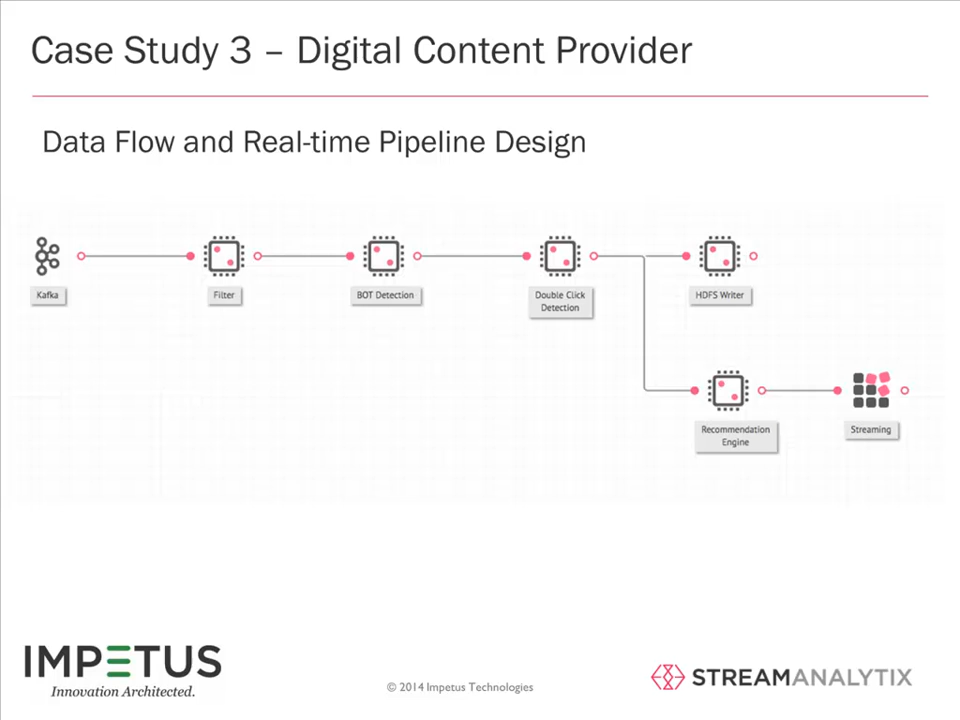 Case Study 3 – Digital Content Provider
Data Flow and Real-time Pipeline Design
Kafka
Filter
BOT Detection
Double Click
Detection
HDFS Writer
Recommendation
Engine
Streaming
IMPETUS
Innovation Architected.
© 2014 Impetus Technologies
STREAMANALYTIX